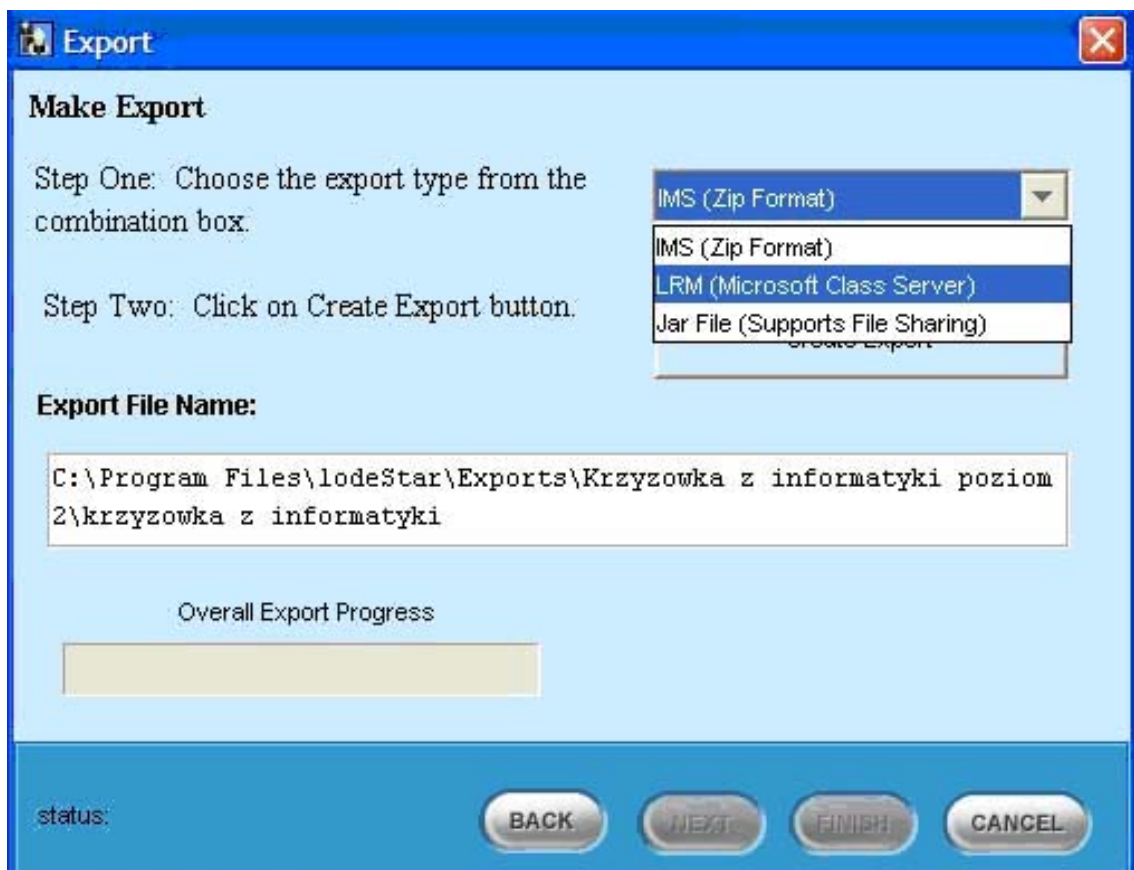 Export
Make Export
Step One: Choose the export type from the
combination box.
IMS (Zip Format)
IMS (Zip Format)
LRM (Microsoft Class Server)
Jar File (Supports File Sharing)
Step Two: Click on Create Export button.
Create Export
Export File Name:
C:\Program Files\lodeStar\Exports\Krzyzowka z informatyki poziom
2\krzyzowka z informatyki
Overall Export Progress
status:
BACK
NEXT
FINISH
CANCEL